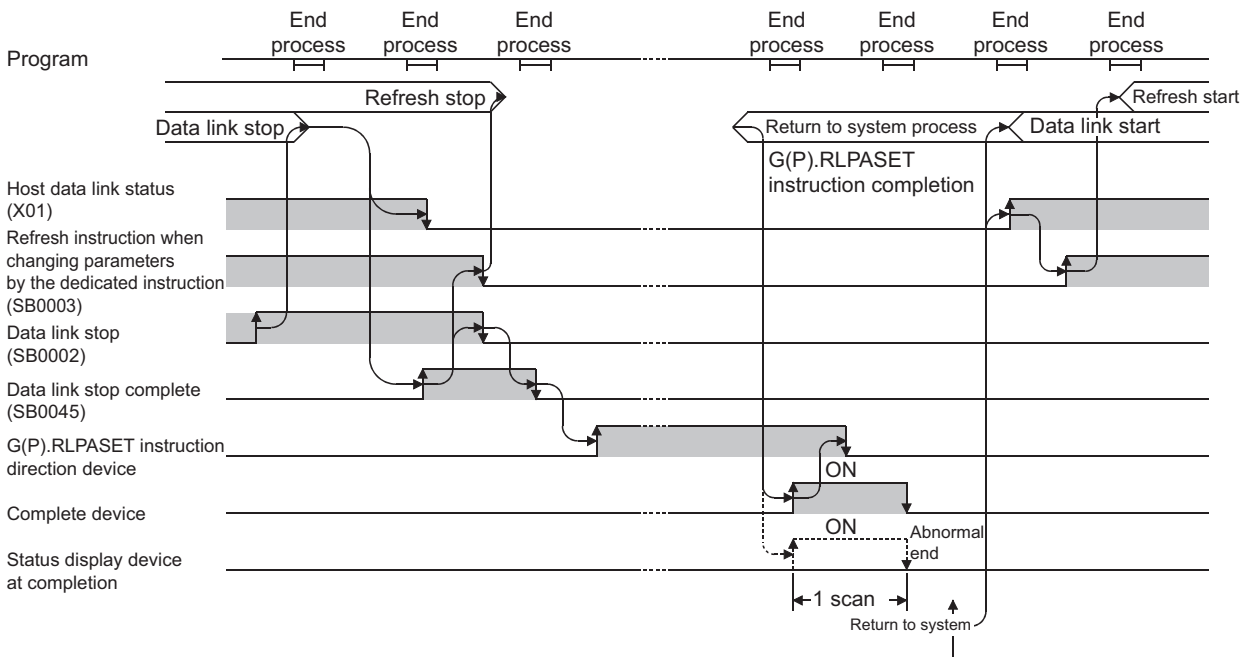 End process
End process
End process
End process
End process
End process
End process
Program
Refresh stop
Refresh start
Data link stop
Return to system process
Data link start
G(P).RLPASET
instruction completion
Host data link status
(X01)
Refresh instruction when
changing parameters
by the dedicated instruction
(SB0003)
Data link stop
(SB0002)
Data link stop complete
(SB0045)
G(P).RLPASET instruction
direction device
ON
Complete device
ON
Abnormal
end
Status display device
at completion
1 scan
Return to system